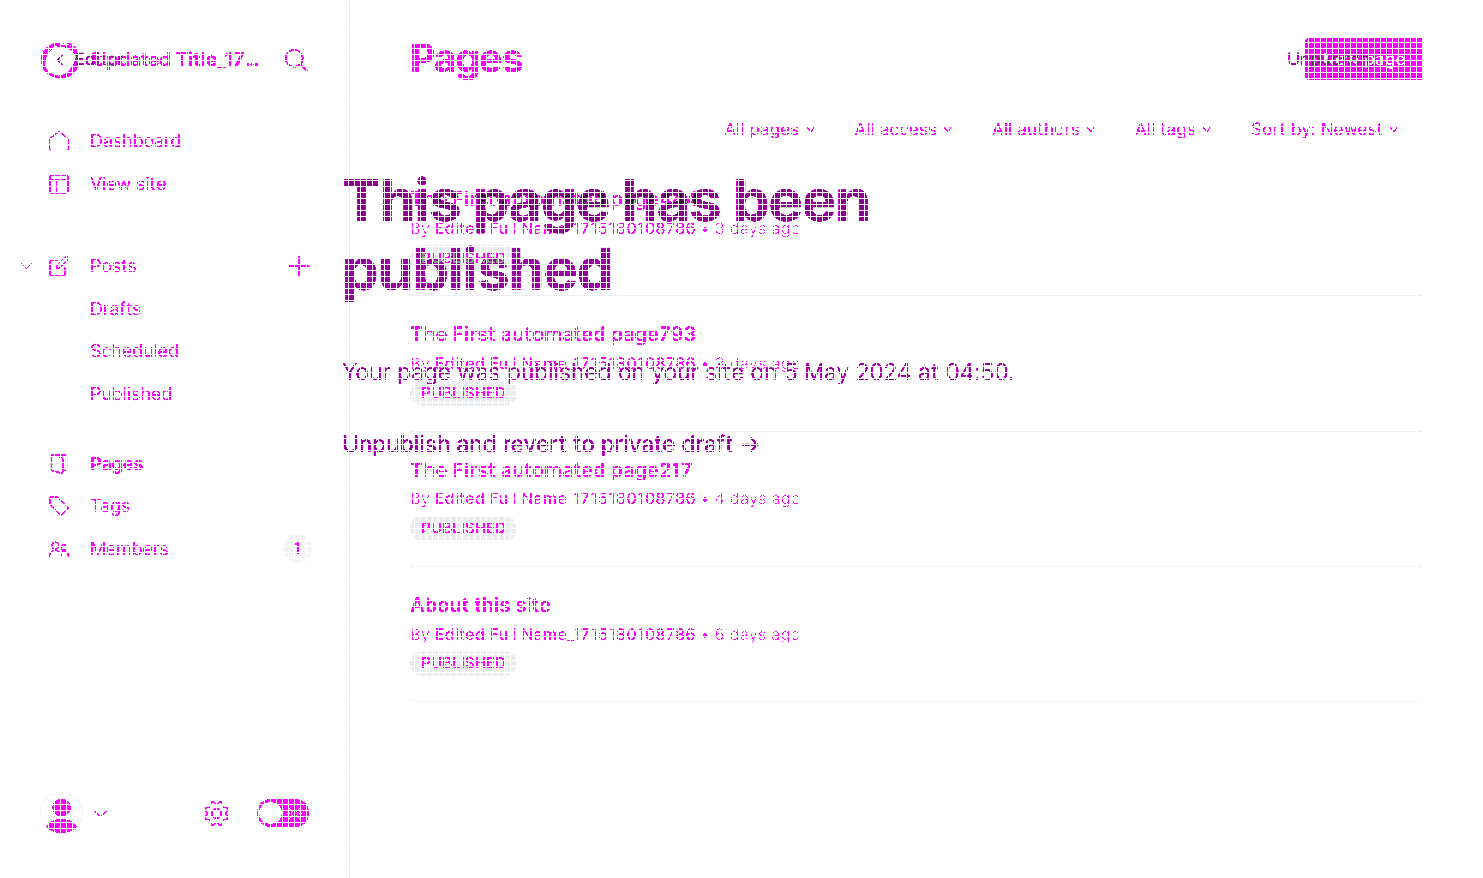 Updated Title_17...
Editor
Pages
Dashboard
View site
Posts
Drafts
Scheduled
Published
Pages
Tags
Members
1
All pages
All access
All authors
All tags
Sort by: Newest
This page has been
published
By Edited Full Name_1715180108786 • 3 days ago
PUBLISHED
The First automated page793
By Edited Full Name_1715180108786 • 3 days ago
Your page was published on your site on 5 May 2024 at 04:50.
PUBLISHED
Unpublish and revert to private draft →
The First automated page217
By Edited Full Name_1715180108786 • 4 days ago
PUBLISHED
About this site
By Edited Full Name_1715180108786 • 6 days ago
PUBLISHED